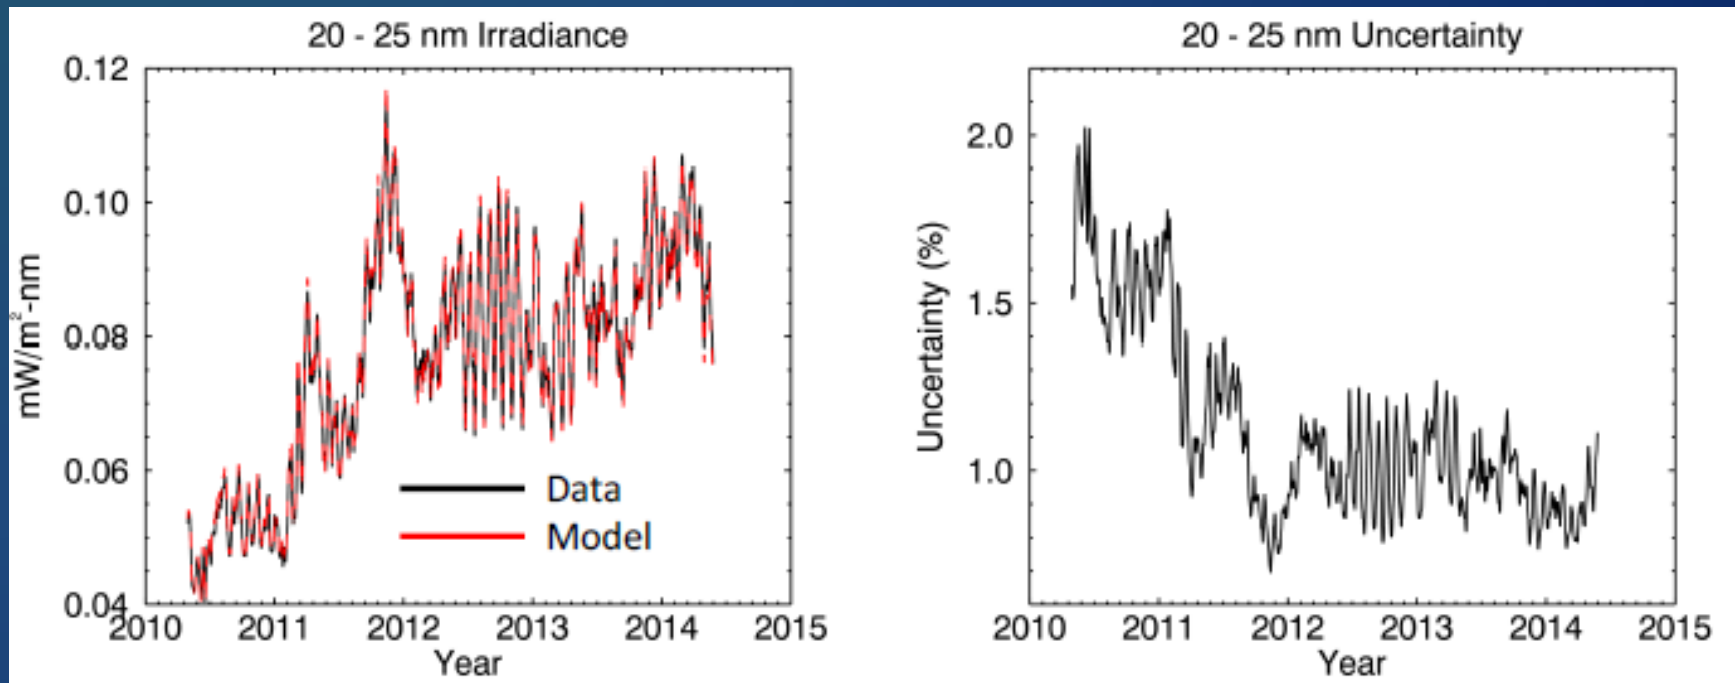 20 - 25 nm Irradiance
0.12
0.10
0.08
0.06
0.04
mW/m²-nm
Data
Model
2010 2011 2012 2013 2014 2015
Year
20 - 25 nm Uncertainty
2.0
1.5
1.0
Uncertainty (%)
2010 2011 2012 2013 2014 2015
Year